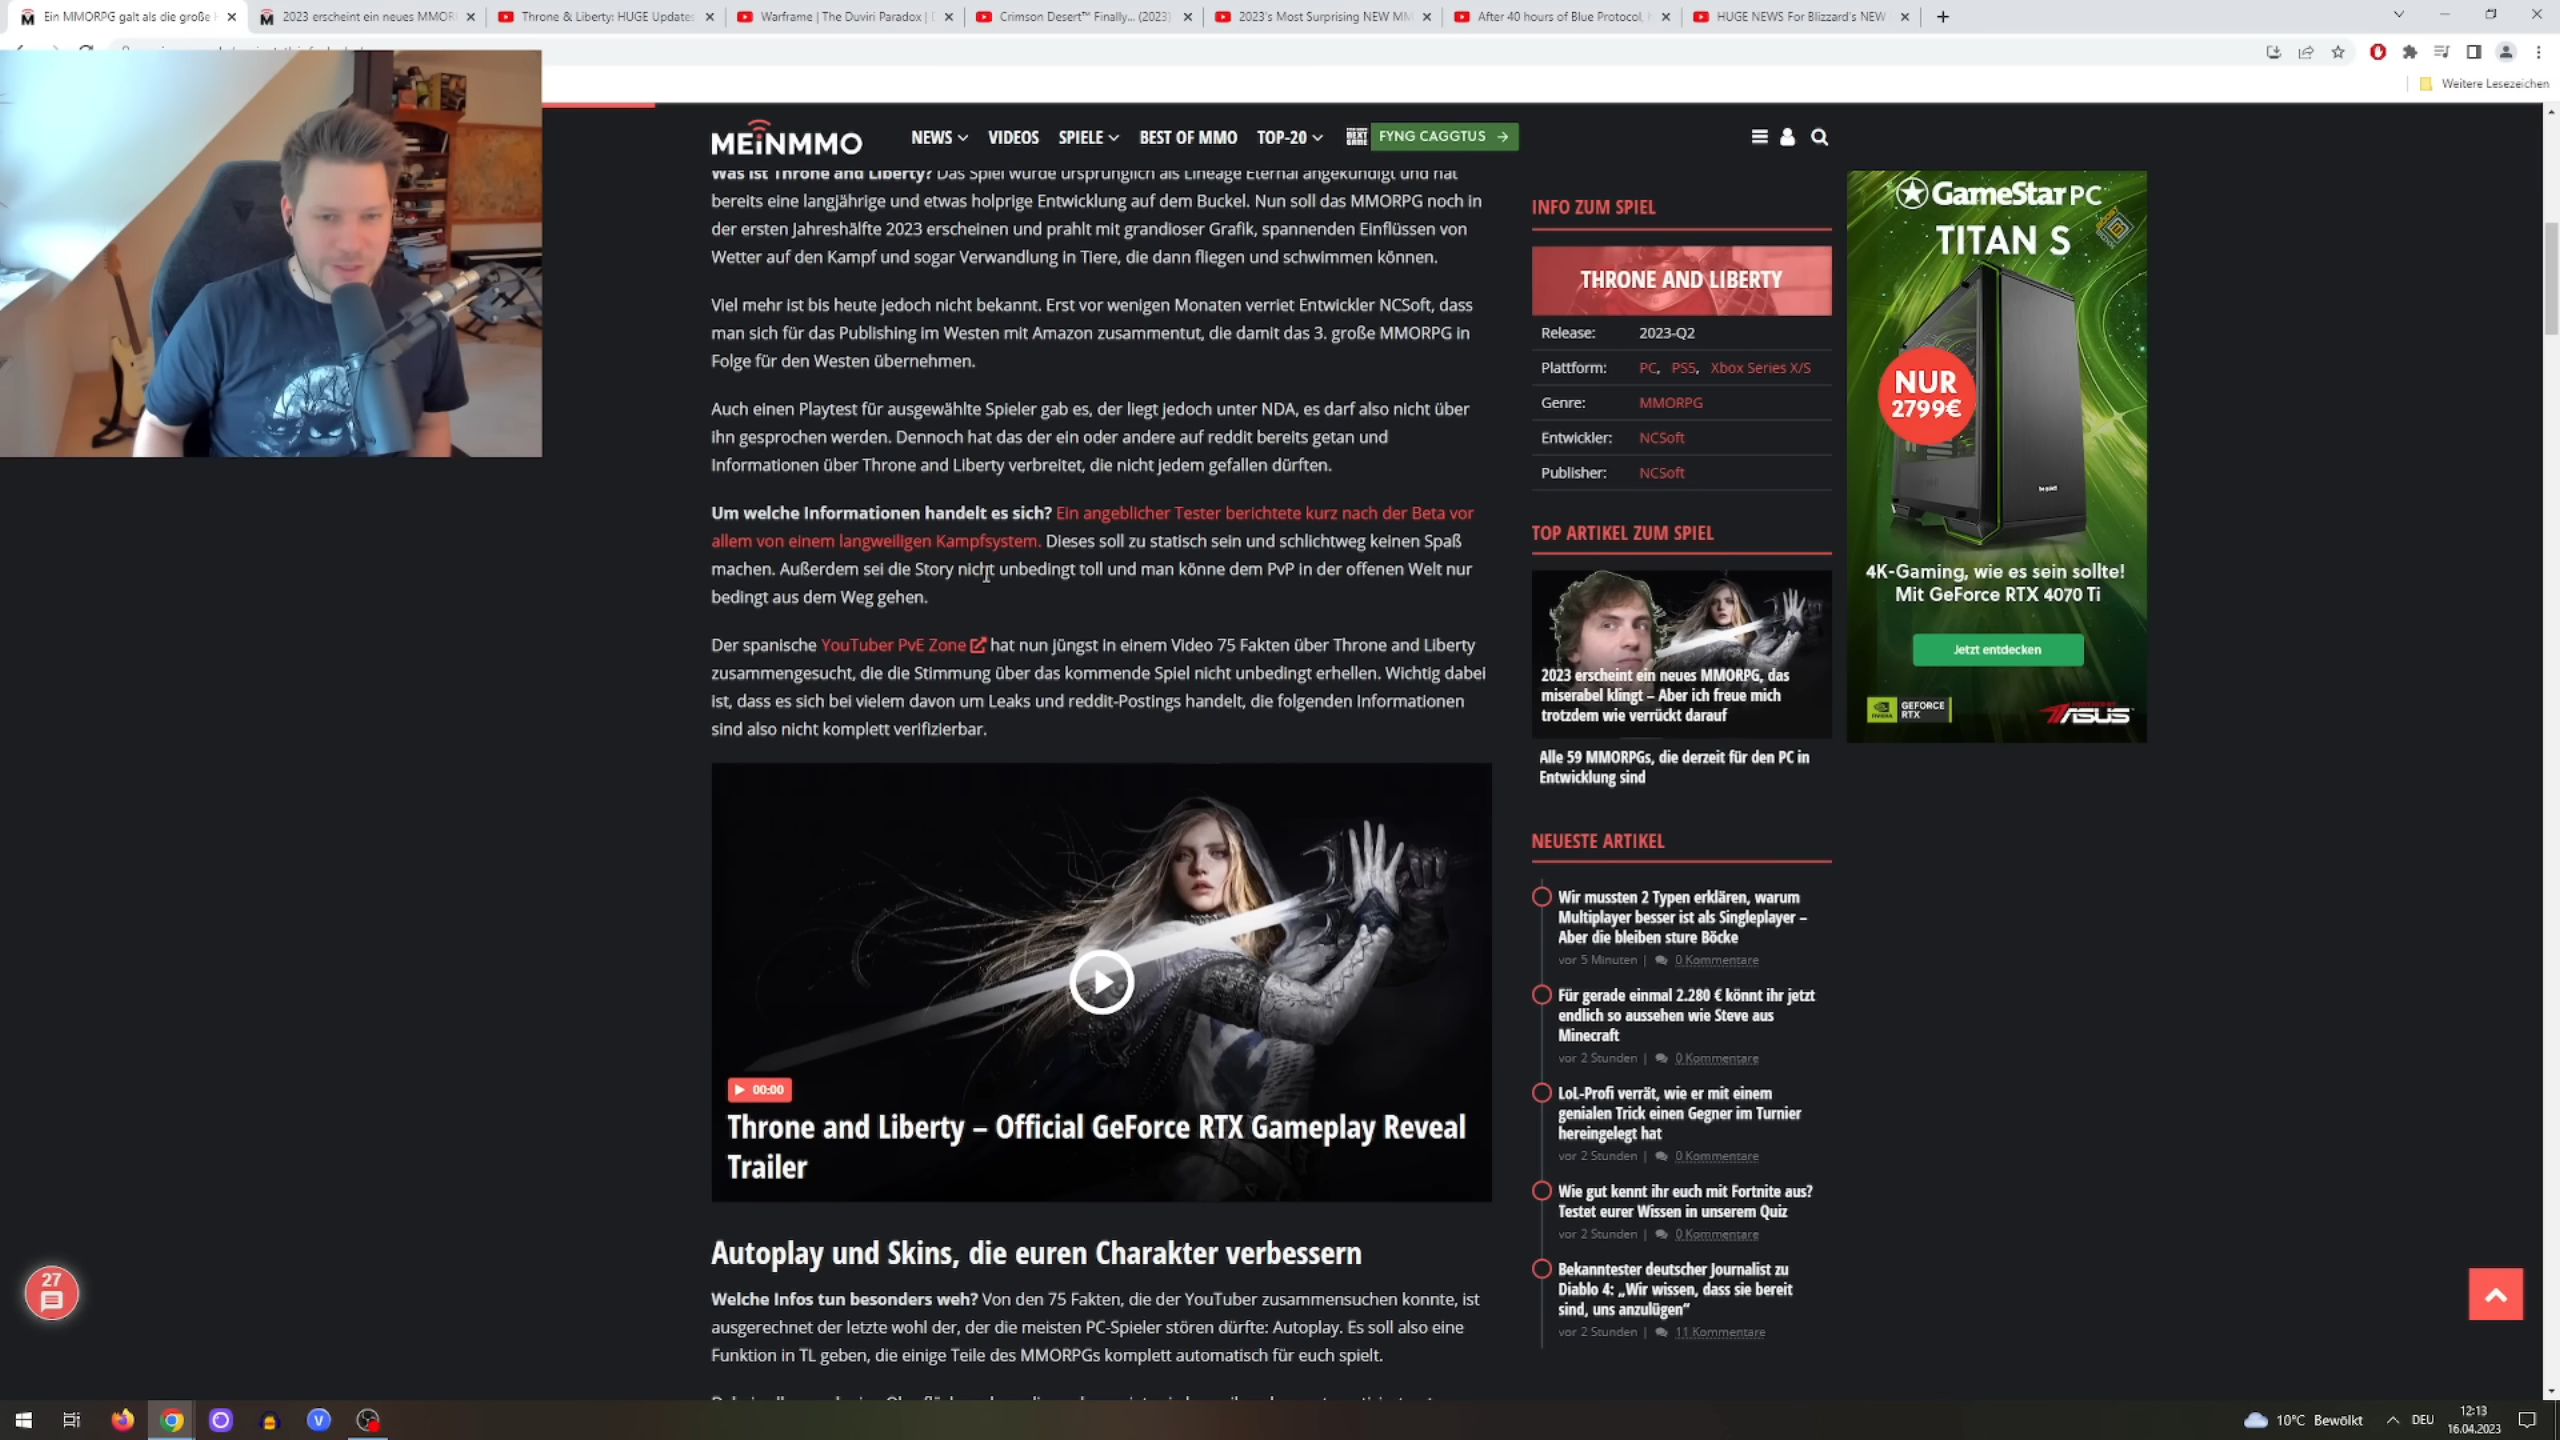 Ein MMORPG galt als die große
2023 erscheint ein neues MMOR
Throne & Liberty: HUGE Update
Warframe | The Duviri Paradox |
Crimson Desert™ Finally... (2023)
2023's Most Surprising NEW MM
After 40 hours of Blue Protocol,
HUGE NEWS For Blizzard's NEW
Weitere Lesezeichen
MEiNMMO
NEWS
VIDEOS
SPIELE
BEST OF MMO
TOP-20
FYNG CAGGTUS
Was ist Throne and Liberty? Das Spiel wurde ursprünglich als Lineage Eternal angekündigt und hat
bereits eine langjährige und etwas holprige Entwicklung auf dem Buckel. Nun soll das MMORPG noch in
der ersten Jahreshälfte 2023 erscheinen und prahlt mit grandioser Grafik, spannenden Einflüssen von
Wetter auf den Kampf und sogar Verwandlung in Tiere, die dann fliegen und schwimmen können.
Viel mehr ist bis heute jedoch nicht bekannt. Erst vor wenigen Monaten verriet Entwickler NCSoft, dass
man sich für das Publishing im Westen mit Amazon zusammentut, die damit das 3. große MMORPG in
Folge für den Westen übernehmen.
Auch einen Playtest für ausgewählte Spieler gab es, der liegt jedoch unter NDA, es darf also nicht über
ihn gesprochen werden. Dennoch hat das der ein oder andere auf reddit bereits getan und
Informationen über Throne and Liberty verbreitet, die nicht jedem gefallen dürften.
Um welche Informationen handelt es sich? Ein angeblicher Tester berichtete kurz nach der Beta vor
allem von einem langweiligen Kampfsystem. Dieses soll zu statisch sein und schlichtweg keinen Spaß
machen. Außerdem sei die Story nicht unbedingt toll und man könne dem PvP in der offenen Welt nur
bedingt aus dem Weg gehen.
Der spanische YouTuber PvE Zone hat nun jüngst in einem Video 75 Fakten über Throne and Liberty
zusammengesucht, die die Stimmung über das kommende Spiel nicht unbedingt erhellen. Wichtig dabei
ist, dass es sich bei vielem davon um Leaks und reddit-Postings handelt, die folgenden Informationen
sind also nicht komplett verifizierbar.
00:00
Throne and Liberty – Official GeForce RTX Gameplay Reveal
Trailer
Autoplay und Skins, die euren Charakter verbessern
Welche Infos tun besonders weh? Von den 75 Fakten, die der YouTuber zusammensuchen konnte, ist
ausgerechnet der letzte wohl der, der die meisten PC-Spieler stören dürfte: Autoplay. Es soll also eine
Funktion in TL geben, die einige Teile des MMORPGs komplett automatisch für euch spielt.
INFO ZUM SPIEL
THRONE AND LIBERTY
Release: 2023-Q2
Plattform: PC, PS5, Xbox Series X/S
Genre: MMORPG
Entwickler: NCSoft
Publisher: NCSoft
TOP ARTIKEL ZUM SPIEL
2023 erscheint ein neues MMORPG, das
miserabel klingt – Aber ich freue mich
trotzdem wie verrückt darauf
Alle 59 MMORPGs, die derzeit für den PC in
Entwicklung sind
NEUESTE ARTIKEL
Wir mussten 2 Typen erklären, warum
Multiplayer besser ist als Singleplayer –
Aber die bleiben sture Böcke
vor 5 Minuten | 0 Kommentare
Für gerade einmal 2.280 € könnt ihr jetzt
endlich so aussehen wie Steve aus
Minecraft
vor 2 Stunden | 0 Kommentare
LoL-Profi verrät, wie er mit einem
genialen Trick einen Gegner im Turnier
hereingelegt hat
vor 2 Stunden | 0 Kommentare
Wie gut kennt ihr euch mit Fortnite aus?
Testet eurer Wissen in unserem Quiz
vor 2 Stunden | 0 Kommentare
Bekanntester deutscher Journalist zu
Diablo 4: „Wir wissen, dass sie bereit
sind, uns anzulügen“
vor 2 Stunden | 11 Kommentare
GameStar PC
TITAN S
NUR
2799€
be quiet!
4K-Gaming, wie es sein sollte!
Mit GeForce RTX 4070 Ti
Jetzt entdecken
NVIDIA GEFORCE
RTX
ASUS
27
10°C Bewölkt
DEU
12:13
16.04.2023